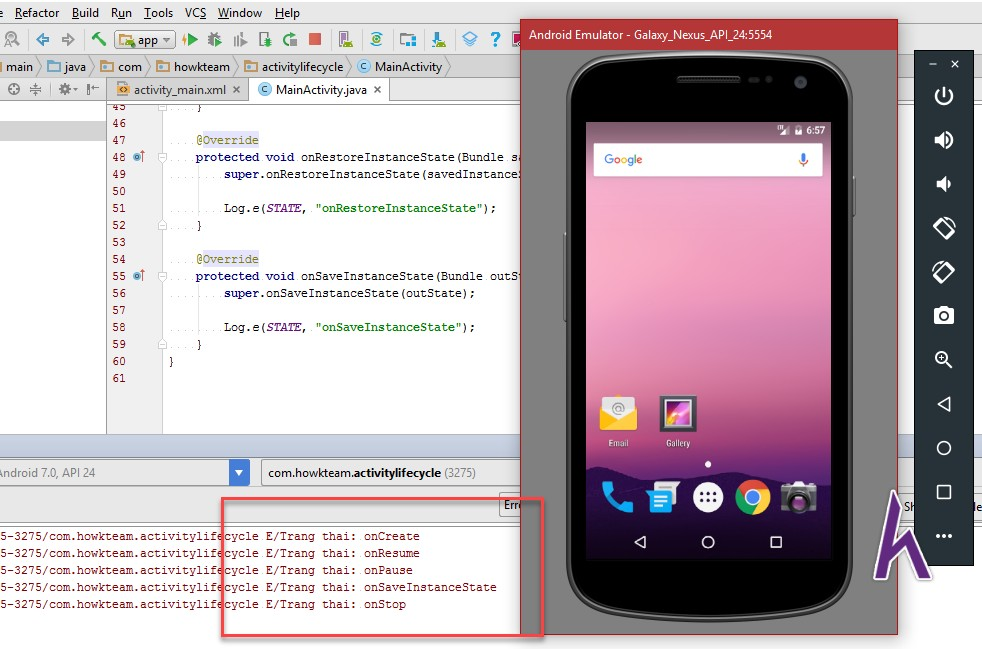 Refactor Build Run Tools VCS Window Help
app
main java com howkteam activitylifecycle MainActivity
activity_main.xml MainActivity.java
45 }
46
47 @Override
48 protected void onRestoreInstanceState(Bundle sa
49 super.onRestoreInstanceState(savedInstanceS
50
51 Log.e(STATE, "onRestoreInstanceState");
52 }
53
54 @Override
55 protected void onSaveInstanceState(Bundle outSt
56 super.onSaveInstanceState(outState);
57
58 Log.e(STATE, "onSaveInstanceState");
59 }
60 }
61
Android 7.0, API 24 com.howkteam.activitylifecycle (3275)
Erro
5-3275/com.howkteam.activitylifecycle E/Trang thai: onCreate
5-3275/com.howkteam.activitylifecycle E/Trang thai: onResume
5-3275/com.howkteam.activitylifecycle E/Trang thai: onPause
5-3275/com.howkteam.activitylifecycle E/Trang thai: onSaveInstanceState
5-3275/com.howkteam.activitylifecycle E/Trang thai: onStop
Android Emulator - Galaxy_Nexus_API_24:5554
6:57
Google
Email Gallery